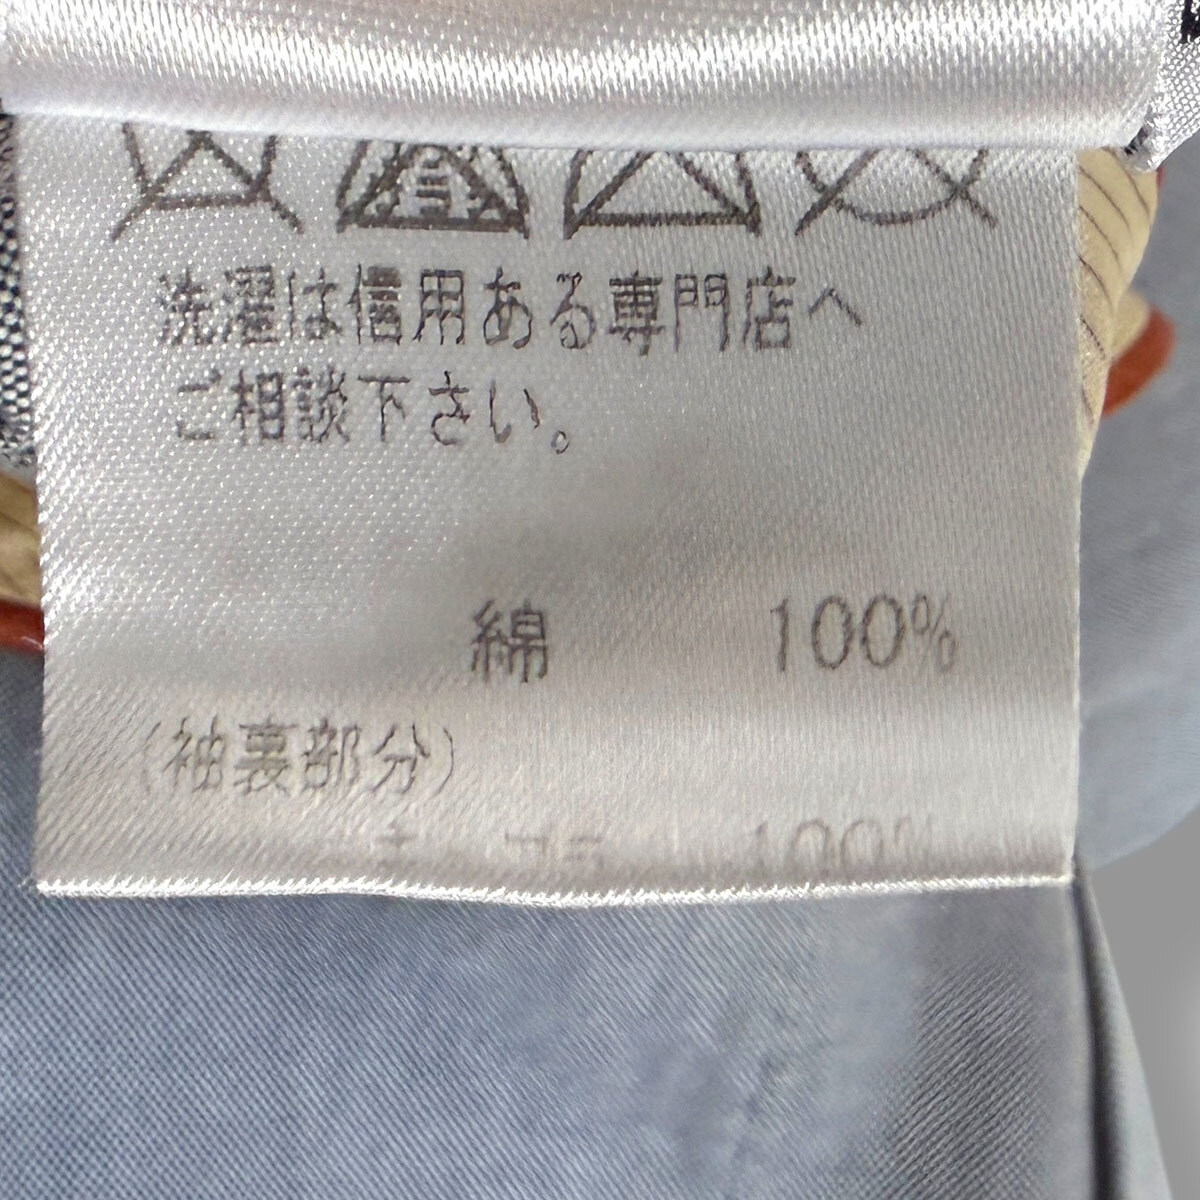 洗濯は信用ある専門店へ
ご相談下さい。
綿 100%
(袖裏部分)
100%